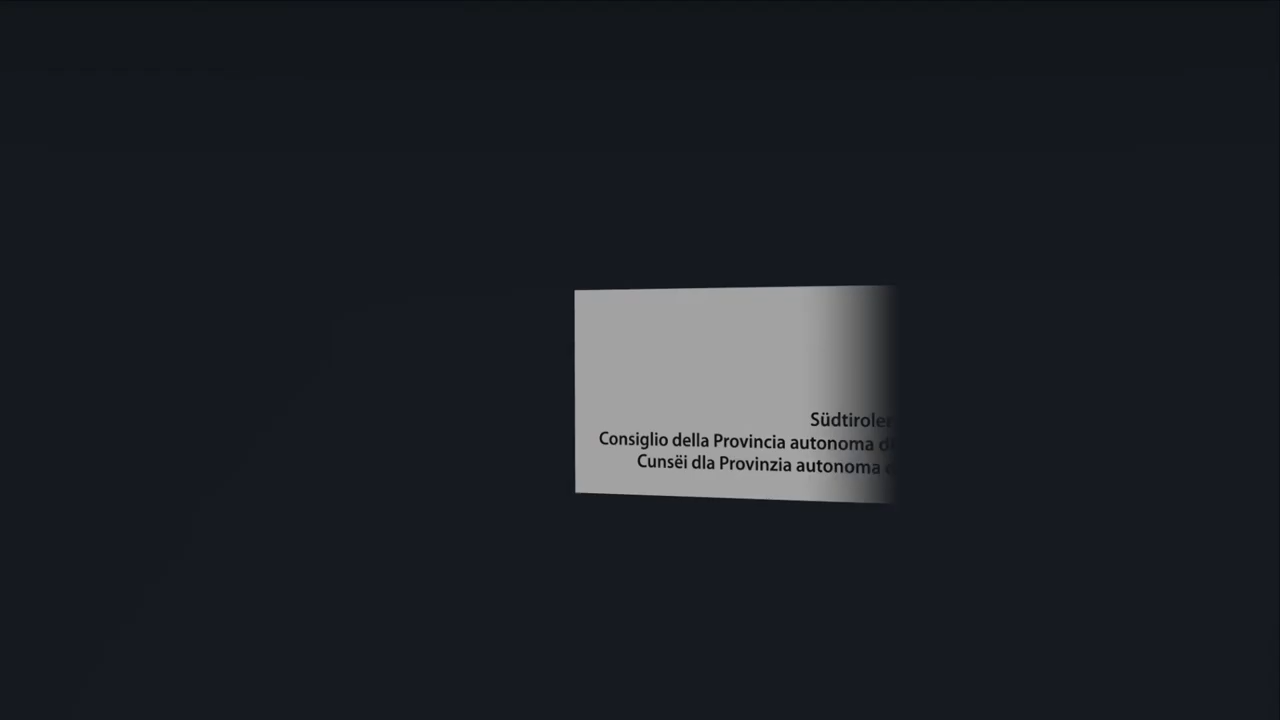 Südtiroler
Consiglio della Provincia autonoma
Cunsëi dla Provinzia autonoma